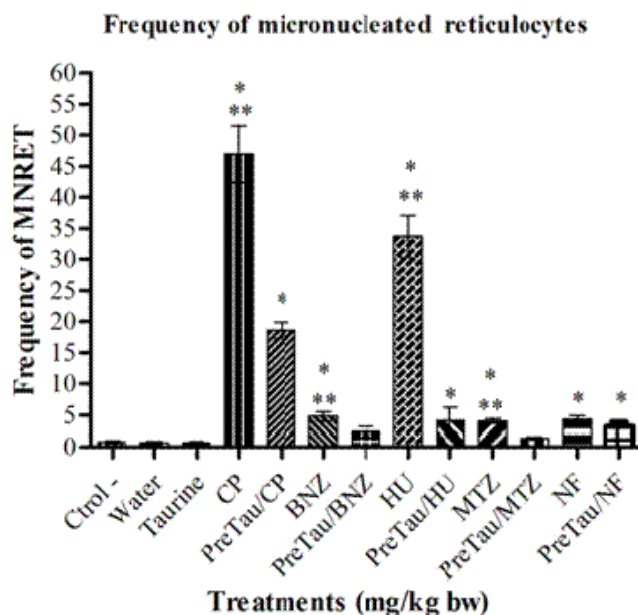 Frequency of micronucleated reticulocytes
Frequency of MNRET
60
55
50
45
40
35
30
25
20
15
10
5
0
*
**
*
*
**
*
**
*
*
**
*
*
Ctrol -
Water
Taurine
CP
PreTau/CP
BNZ
PreTau/BNZ
HU
PreTau/HU
MTZ
PreTau/MTZ
NF
PreTau/NF
Treatments (mg/kg bw)